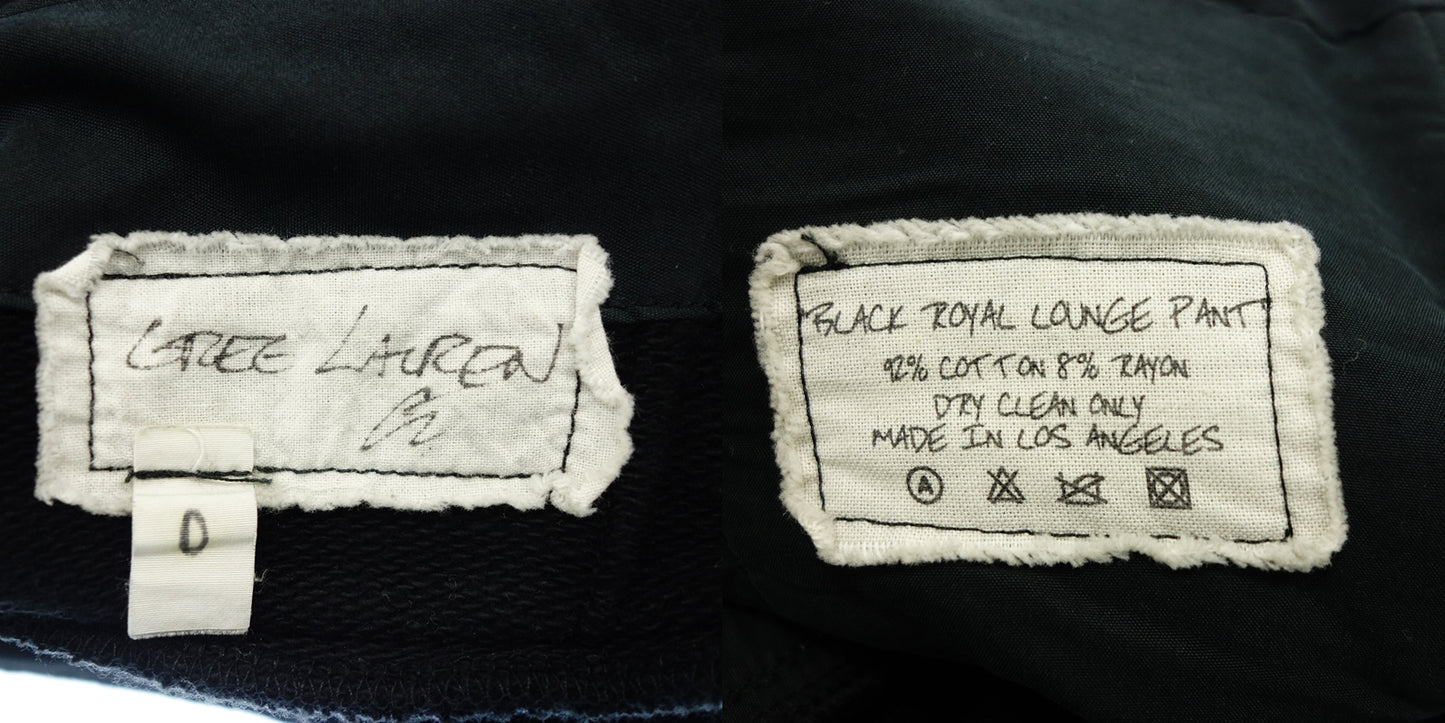 GREG LAUREN
0
BLACK ROYAL LOUNGE PANT
92% COTTON 8% RAYON
DRY CLEAN ONLY
MADE IN LOS ANGELES
A